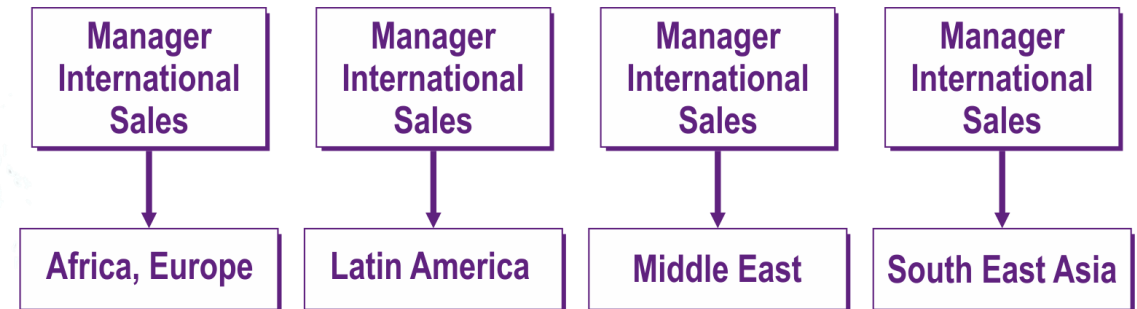 Manager
International
Sales
Manager
International
Sales
Manager
International
Sales
Manager
International
Sales
Africa, Europe
Latin America
Middle East
South East Asia